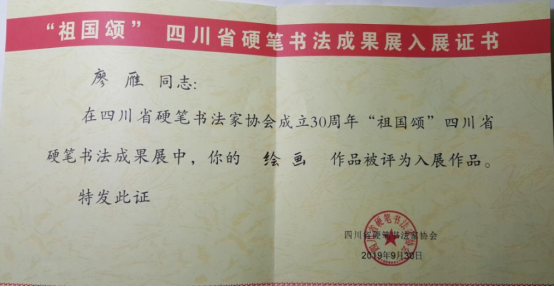 “祖国颂”四川省硬笔书法成果展入展证书
廖雁 同志:
在四川省硬笔书法家协会成立30周年“祖国颂”四川省
硬笔书法成果展中，你的 绘画 作品被评为入展作品。
特发此证
四川省硬笔书法家协会
2019年9月30日